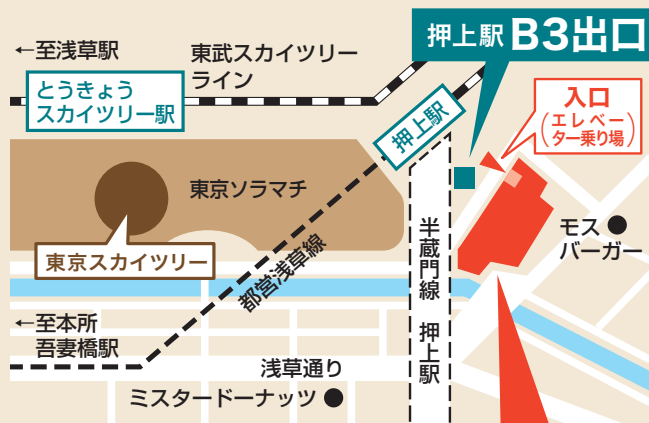 ←至浅草駅
東武スカイツリー
ライン
押上駅 B3出口
とうきょう
スカイツリー駅
押上駅
入口
(エレベー
ター乗り場)
東京ソラマチ
東京スカイツリー
都営浅草線
半蔵門線 押上駅
モス
バーガー
←至本所
吾妻橋駅
浅草通り
ミスタードーナッツ